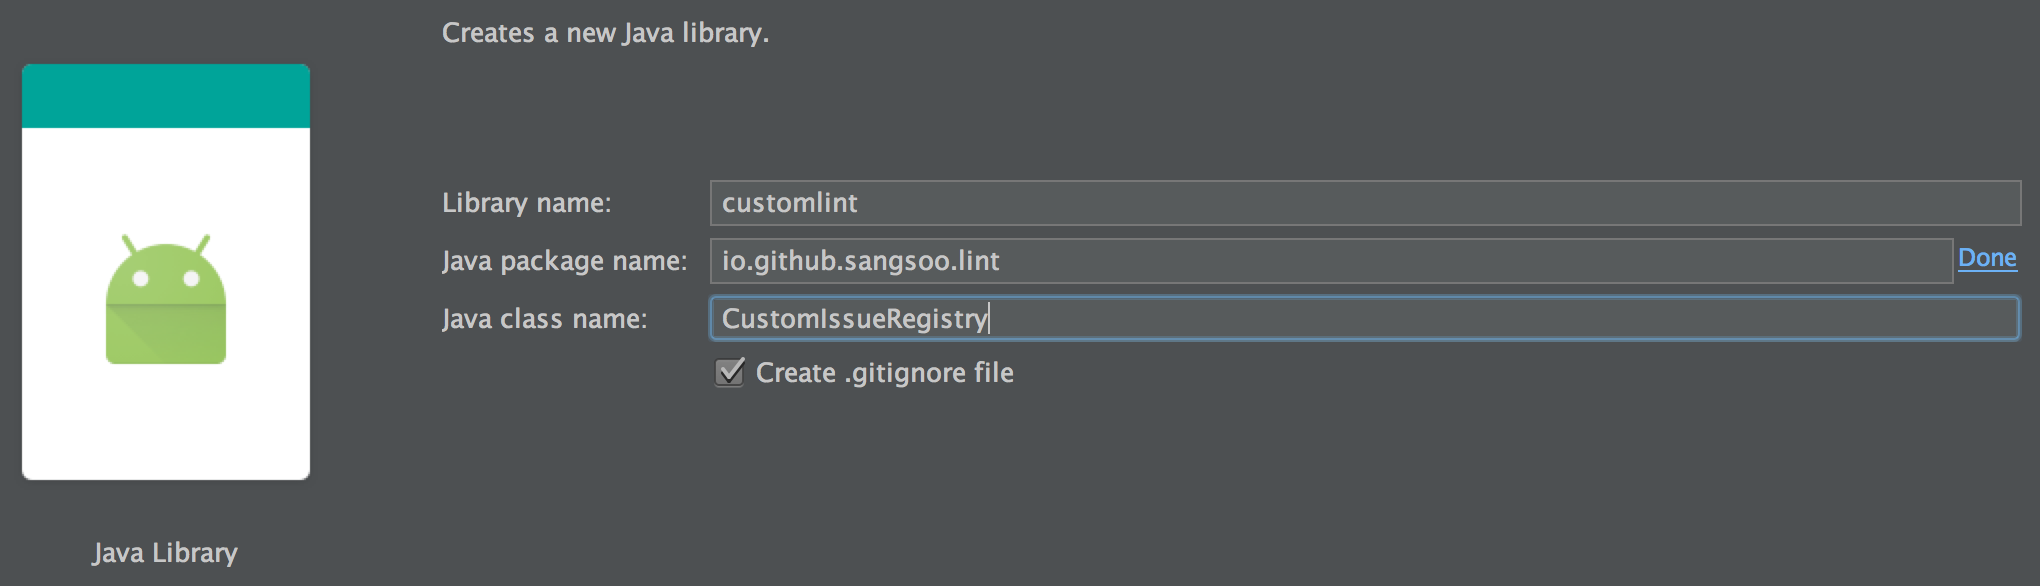 Creates a new Java library.
Library name: customlint
Java package name: io.github.sangsoo.lint Done
Java class name: CustomIssueRegistry
Create .gitignore file
Java Library